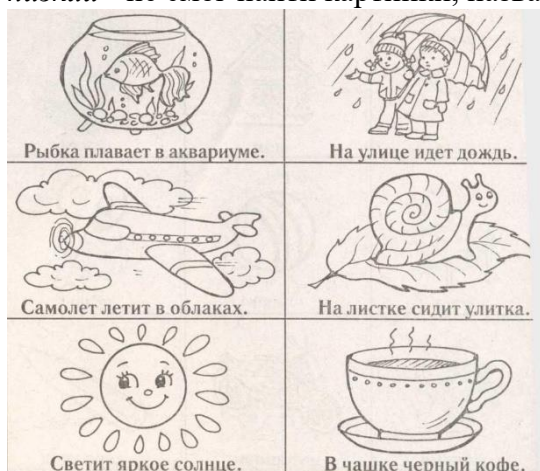 Рыбка плавает в аквариуме.
На улице идет дождь.
Самолет летит в облаках.
На листке сидит улитка.
Светит яркое солнце.
В чашке черный кофе.